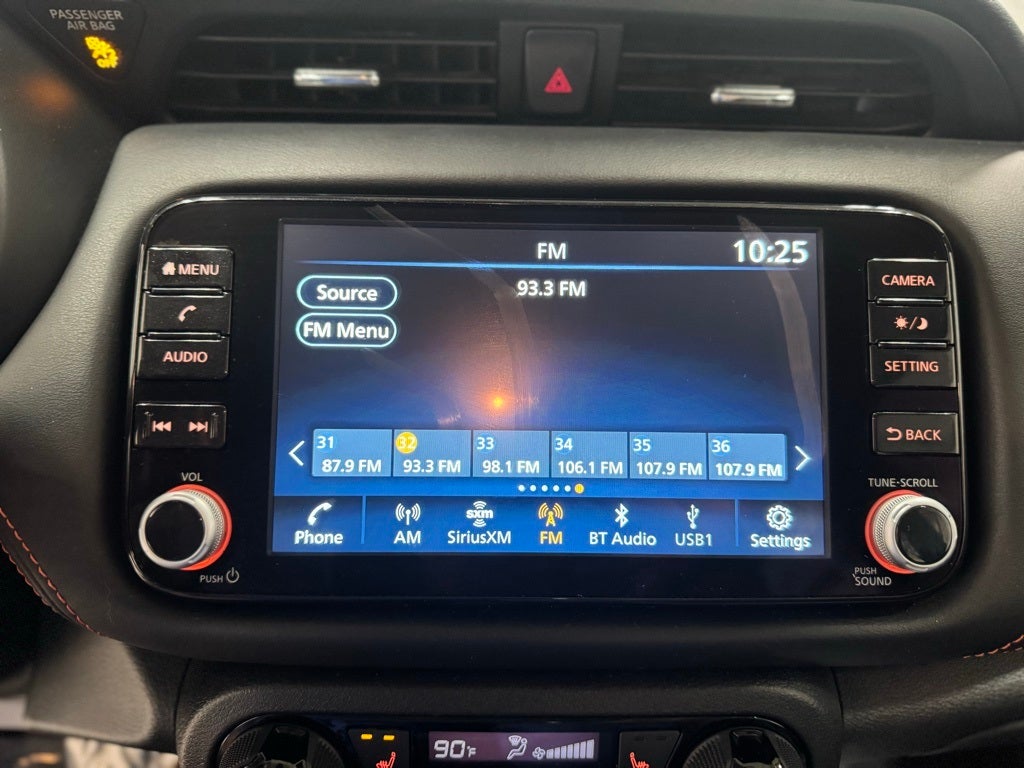 PASSENGER
AIR BAG
OFF
FM
10:25
MENU
Source
93.3 FM
CAMERA
FM Menu
AUDIO
SETTING
31 32 33 34 35 36
87.9 FM 93.3 FM 98.1 FM 106.1 FM 107.9 FM 107.9 FM
BACK
VOL
TUNE·SCROLL
Phone AM SiriusXM FM BT Audio USB1 Settings
sxm
PUSH
PUSH
SOUND
90°F